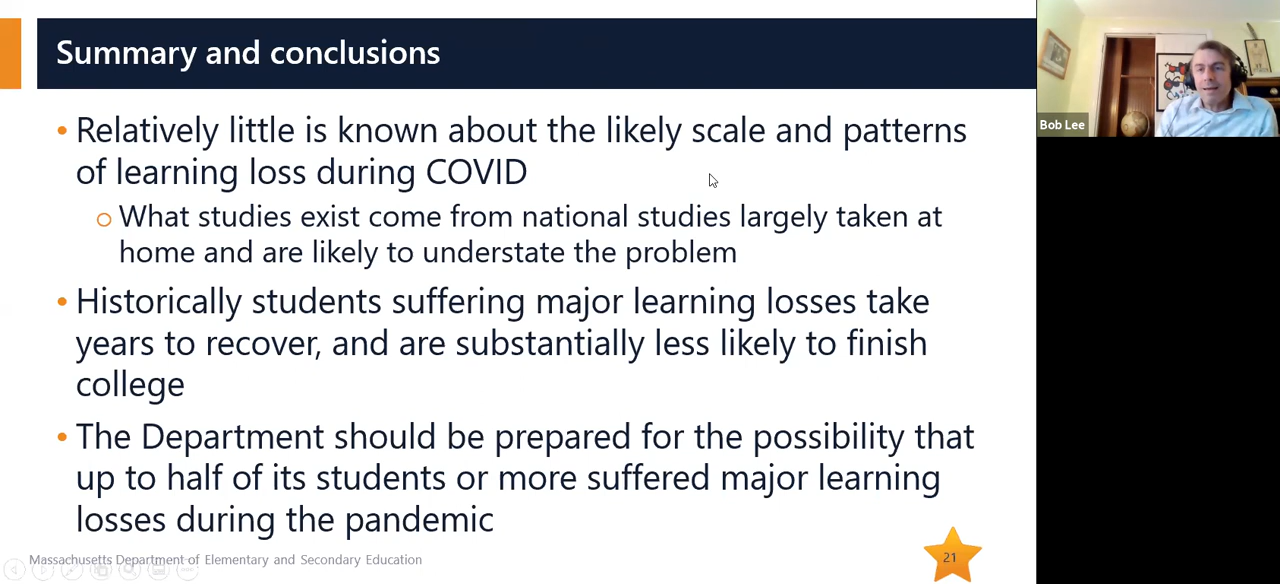 Summary and conclusions
Bob Lee
• Relatively little is known about the likely scale and patterns
of learning loss during COVID
o What studies exist come from national studies largely taken at
home and are likely to understate the problem
• Historically students suffering major learning losses take
years to recover, and are substantially less likely to finish
college
• The Department should be prepared for the possibility that
up to half of its students or more suffered major learning
losses during the pandemic
Massachusetts Department of Elementary and Secondary Education
21